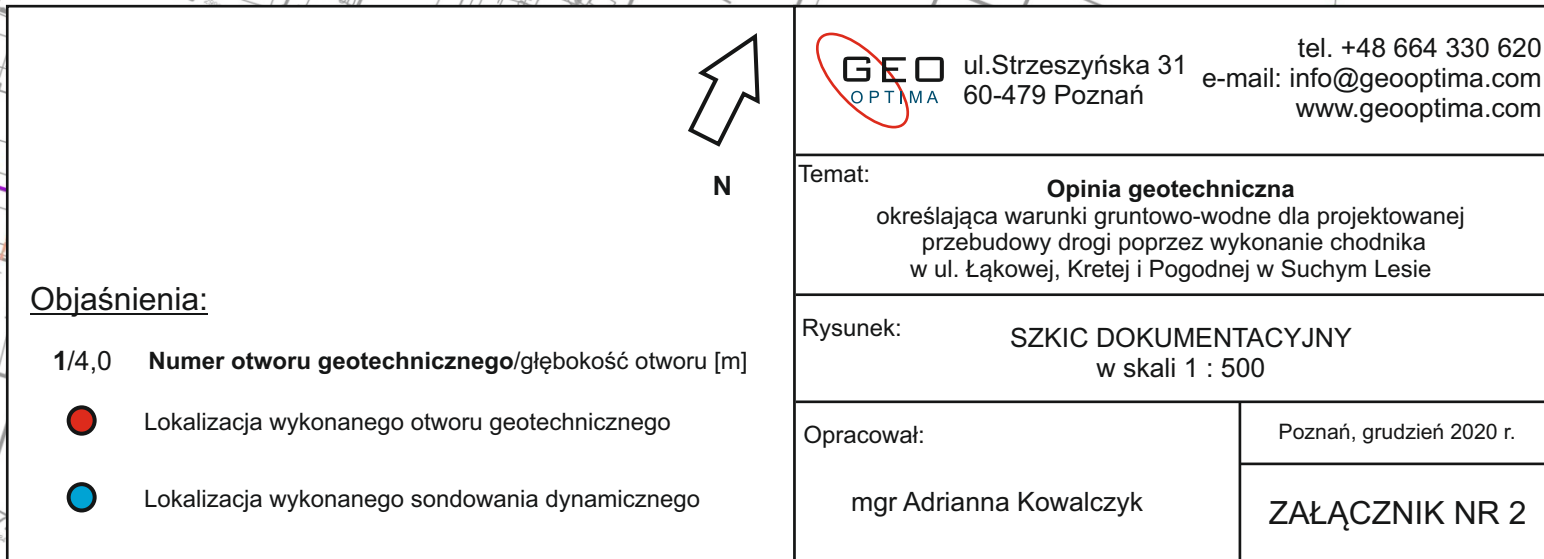 N
Objaśnienia:
1/4,0 Numer otworu geotechnicznego/głębokość otworu [m]
Lokalizacja wykonanego otworu geotechnicznego
Lokalizacja wykonanego sondowania dynamicznego
GEO
OPTIMA
ul.Strzeszyńska 31
60-479 Poznań
tel. +48 664 330 620
e-mail: info@geooptima.com
www.geooptima.com
Temat:
Opinia geotechniczna
określająca warunki gruntowo-wodne dla projektowanej
przebudowy drogi poprzez wykonanie chodnika
w ul. Łąkowej, Kretej i Pogodnej w Suchym Lesie
Rysunek:
SZKIC DOKUMENTACYJNY
w skali 1 : 500
Opracował:
mgr Adrianna Kowalczyk
Poznań, grudzień 2020 r.
ZAŁĄCZNIK NR 2